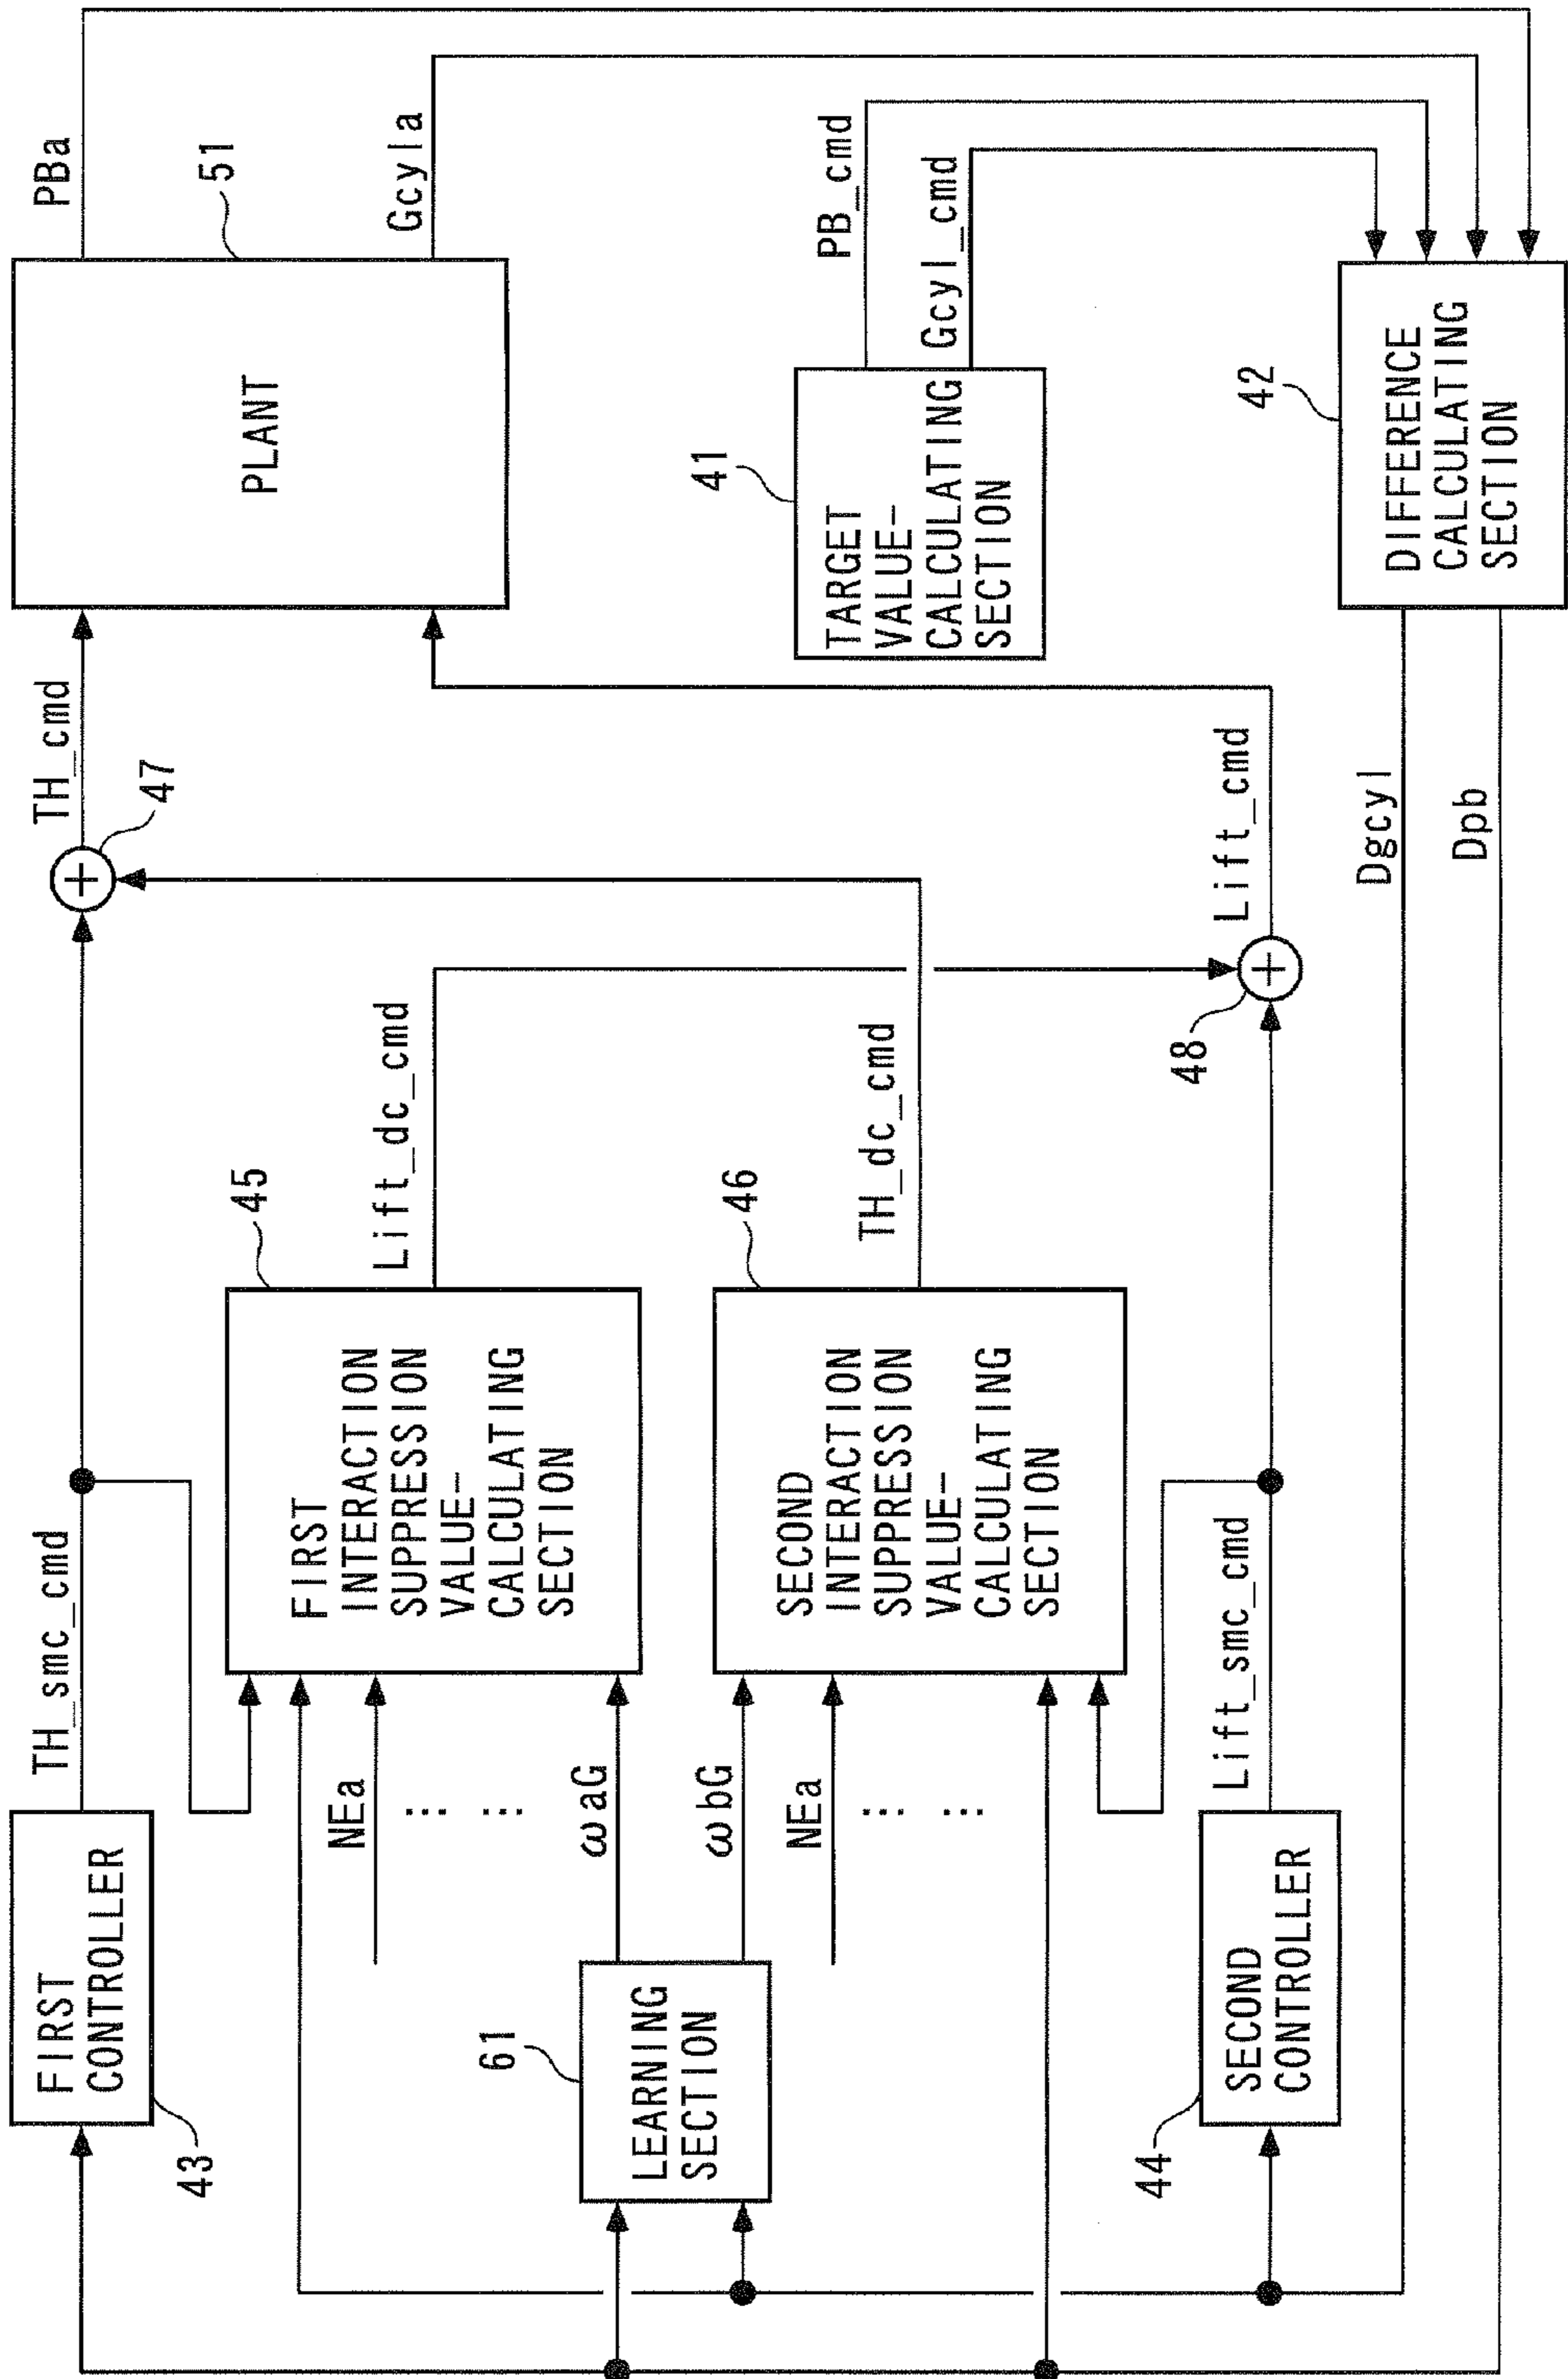 FIRST
CONTROLLER
43
TH_smc_cmd
47
TH_cmd
PLANT
51
PBa
Gcyla
FIRST
INTERACTION
SUPPRESSION
VALUE-
CALCULATING
SECTION
45
Lift_dc_cmd
NEa
ωaG
LEARNING
SECTION
61
ωbG
NEa
SECOND
INTERACTION
SUPPRESSION
VALUE-
CALCULATING
SECTION
46
TH_dc_cmd
TARGET
VALUE-
CALCULATING
SECTION
41
PB_cmd
Gcyl_cmd
SECOND
CONTROLLER
44
Lift_smc_cmd
48
Lift_cmd
DIFFERENCE
CALCULATING
SECTION
42
Dgcyl
Dpb